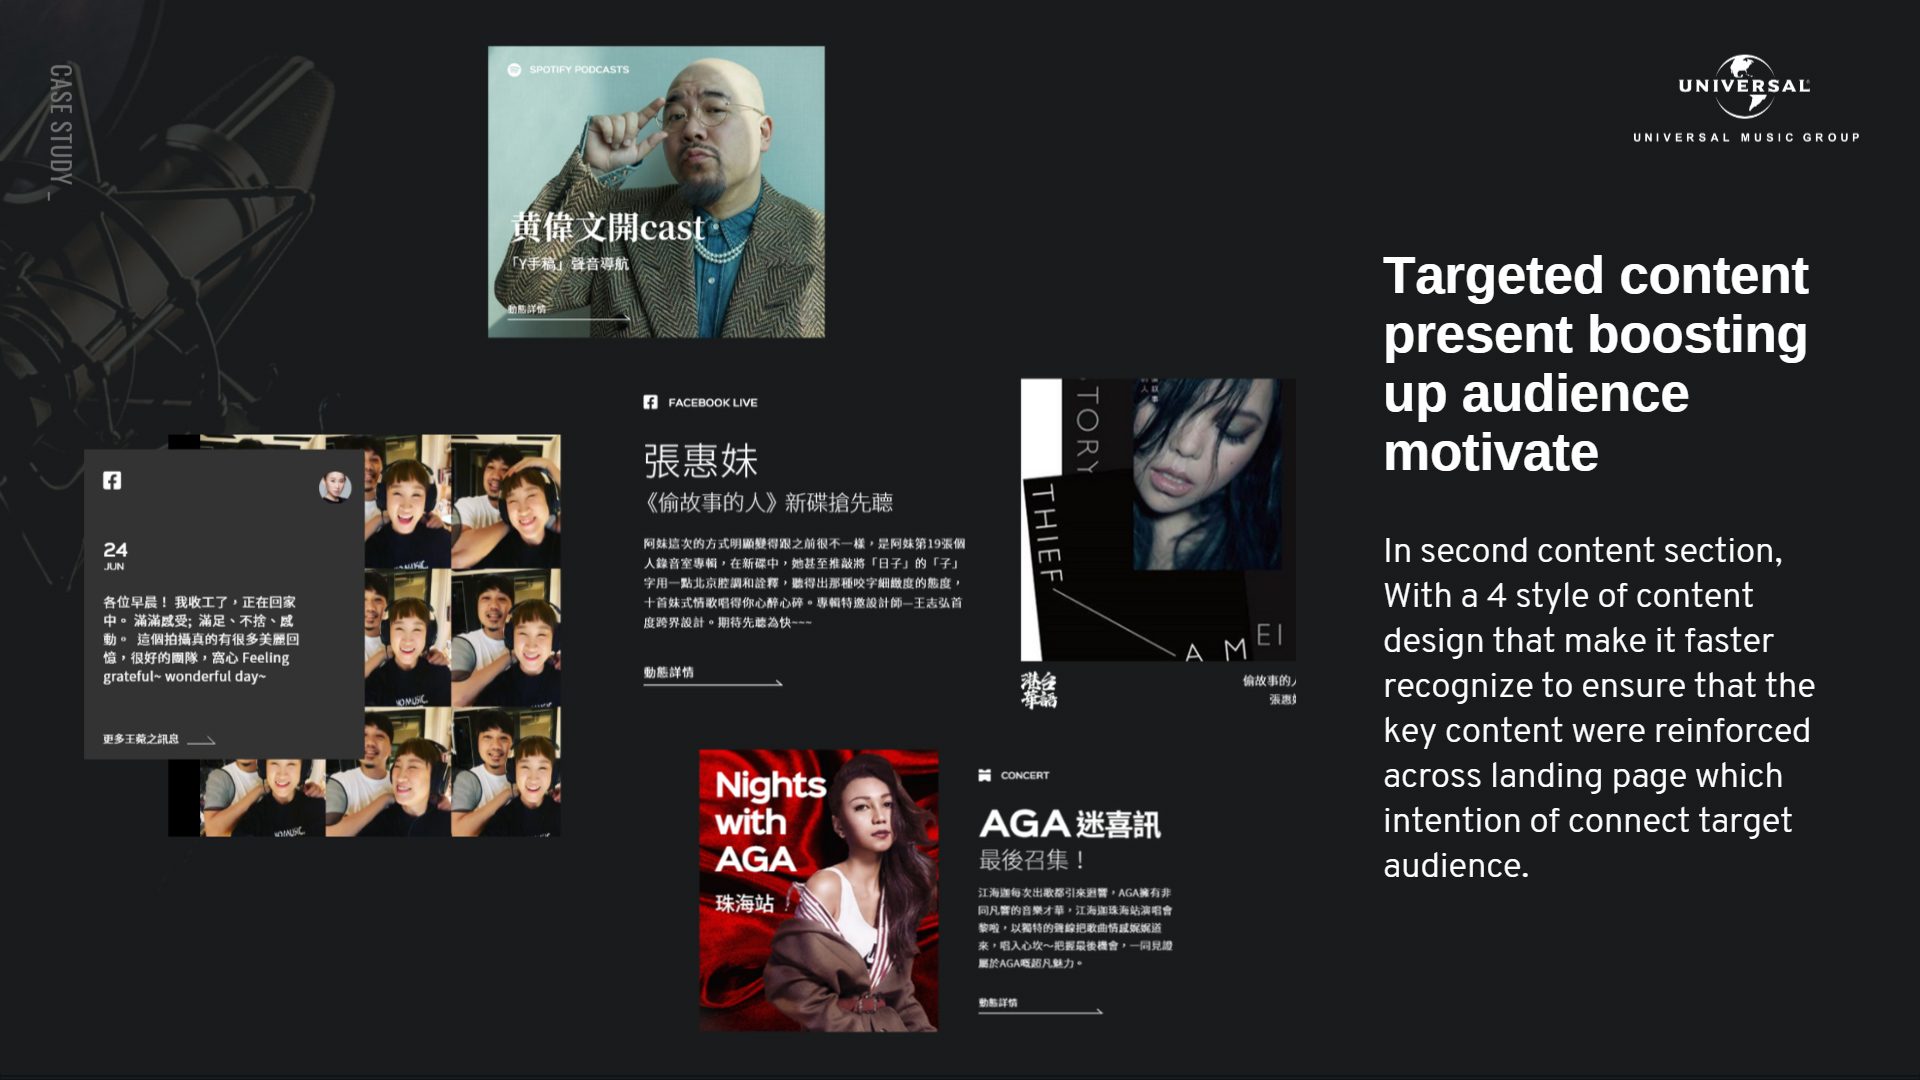 CASE STUDY –
SPOTIFY PODCASTS
黃偉文開cast
「Y手稿」聲音導航
動態詳情
UNIVERSAL
UNIVERSAL MUSIC GROUP
Targeted content
present boosting
up audience
motivate
In second content section,
With a 4 style of content
design that make it faster
recognize to ensure that the
key content were reinforced
across landing page which
intention of connect target
audience.
24
JUN
各位早晨！ 我收工了，正在回家
中。 滿滿感受; 滿足、不捨、感
動。 這個拍攝真的有很多美麗回
憶，很好的團隊，窩心 Feeling
grateful~ wonderful day~
更多王菀之訊息
FACEBOOK LIVE
張惠妹
《偷故事的人》新碟搶先聽
阿妹這次的方式明顯變得跟之前很不一樣，是阿妹第19張個
人錄音室專輯，在新碟中，她甚至推敲將「日子」的「子」
字用一點北京腔調和詮釋，聽得出那種咬字細緻度的態度，
十首妹式情歌唱得你心醉心碎。專輯特邀設計師—王志弘首
度跨界設計。期待先聽為快~~~
動態詳情
TORY
THIEF
A M EI
港台
華語
偷故事的人
張惠妹
Nights
with
AGA
珠海站
CONCERT
AGA 迷喜訊
最後召集！
江海迦每次出歌都引來迴響，AGA擁有非
同凡響的音樂才華，江海迦珠海站演唱會
黎啦，以獨特的聲線把歌曲情感娓娓道
來，唱入心坎～把握最後機會，一同見證
屬於AGA嘅超凡魅力。
動態詳情